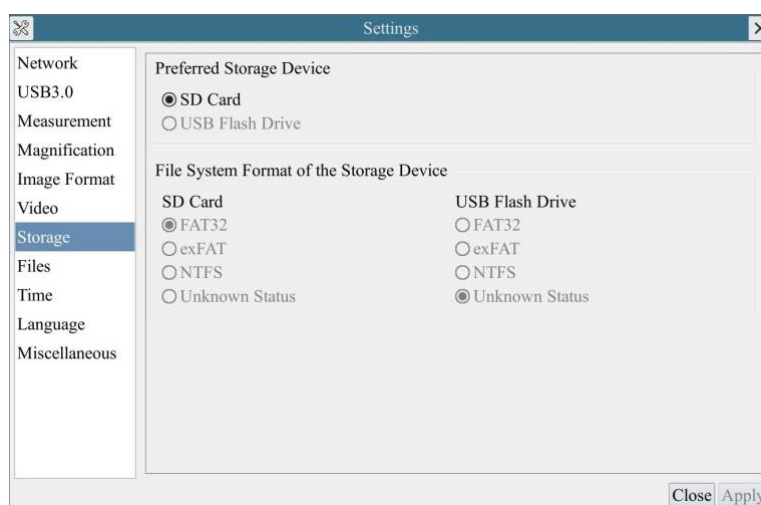 Settings
Network
USB3.0
Measurement
Magnification
Image Format
Video
Storage
Files
Time
Language
Miscellaneous
Preferred Storage Device
SD Card
USB Flash Drive
File System Format of the Storage Device
SD Card
FAT32
exFAT
NTFS
Unknown Status
USB Flash Drive
FAT32
exFAT
NTFS
Unknown Status
Close Apply